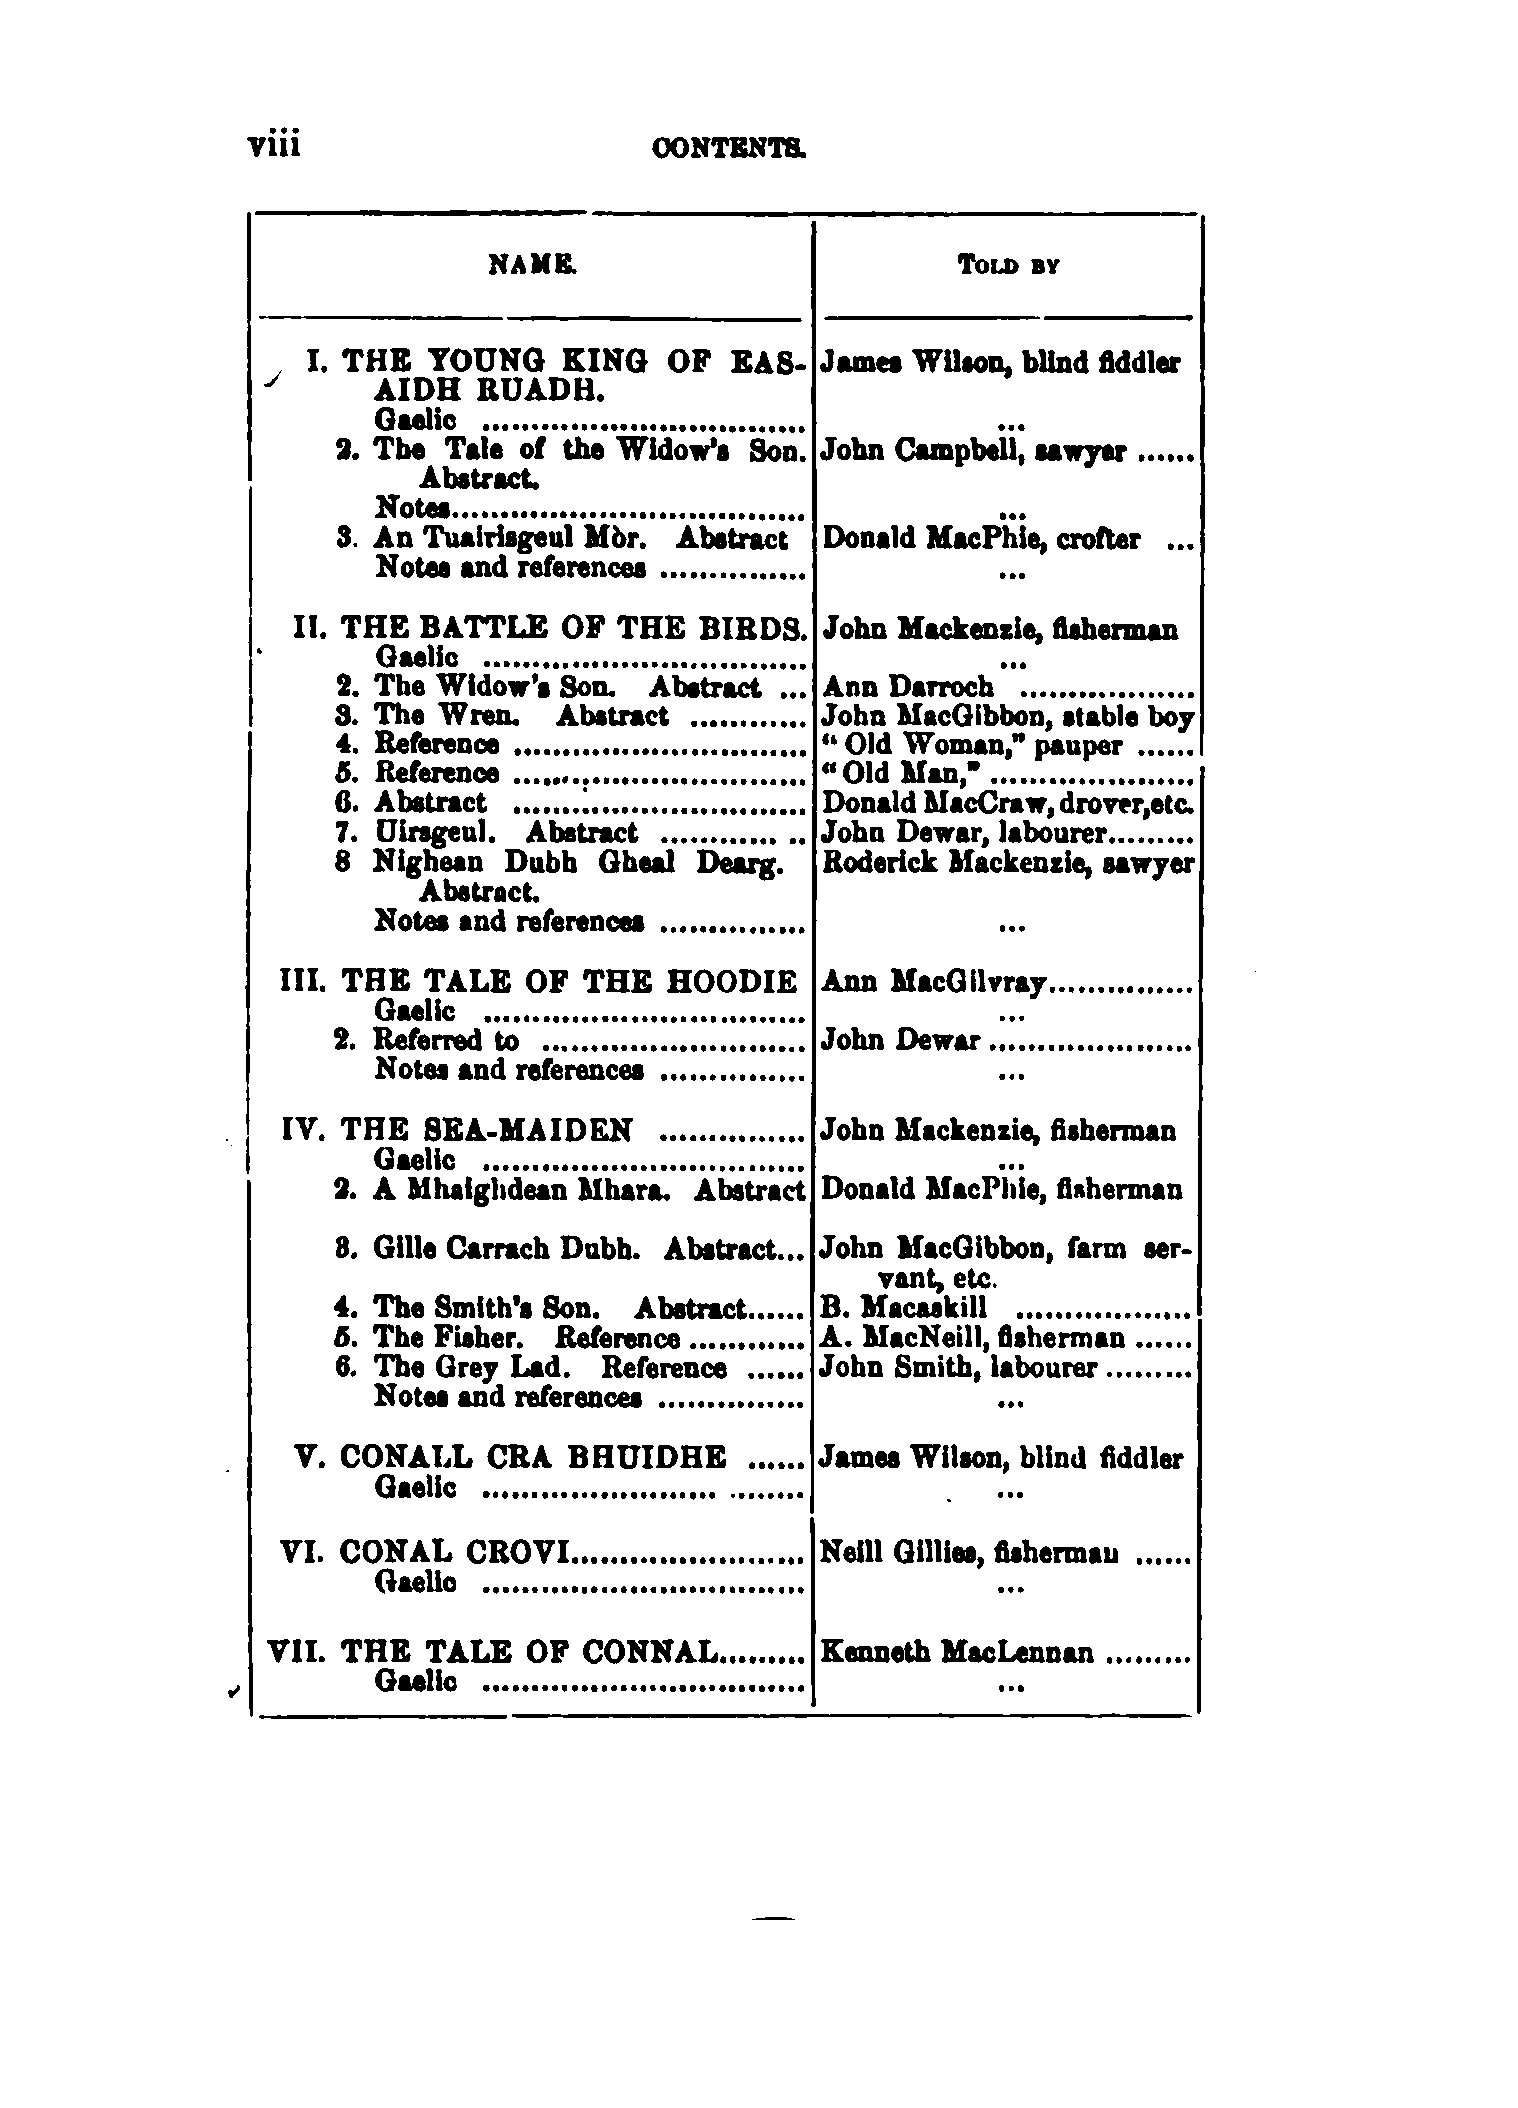 viii CONTENTS.
NAME. TOLD BY
I. THE YOUNG KING OF EAS- James Wilson, blind fiddler
AIDH RUADH.
Gaelic .............................. ...
2. The Tale of the Widow's Son. John Campbell, sawyer ......
Abstract.
Notes.................................. ...
3. An Tuairisgeul Mòr. Abstract Donald MacPhie, crofter ...
Notes and references ............... ...
II. THE BATTLE OF THE BIRDS. John Mackenzie, fisherman
Gaelic .............................. ...
2. The Widow's Son. Abstract ... Ann Darroch ..................
3. The Wren. Abstract ............ John MacGibbon, stable boy
4. Reference .............................. "Old Woman," pauper ......
5. Reference .............................. "Old Man," .....................
6. Abstract .............................. Donald MacCraw, drover, etc.
7. Uirsgeul. Abstract ............ .. John Dewar, labourer.........
8 Nighean Dubh Gheal Dearg. Roderick Mackenzie, sawyer
Abstract.
Notes and references ............... ...
III. THE TALE OF THE HOODIE Ann MacGilvray...............
Gaelic .............................. ...
2. Referred to ........................... John Dewar .....................
Notes and references ............... ...
IV. THE SEA-MAIDEN ............... John Mackenzie, fisherman
Gaelic .............................. ...
2. A Mhaighdean Mhara. Abstract Donald MacPhie, fisherman
3. Gille Carrach Dubh. Abstract... John MacGibbon, farm ser-
vant, etc.
4. The Smith's Son. Abstract...... B. Macaskill ..................
5. The Fisher. Reference ............ A. MacNeill, fisherman ......
6. The Grey Lad. Reference ...... John Smith, labourer .........
Notes and references ............... ...
V. CONALL CRA BHUIDHE ...... James Wilson, blind fiddler
Gaelic ........................ ........ ...
VI. CONAL CROVI........................ Neill Gillies, fisherman ......
Gaelic .............................. ...
VII. THE TALE OF CONNAL......... Kenneth MacLennan .........
Gaelic .............................. ...